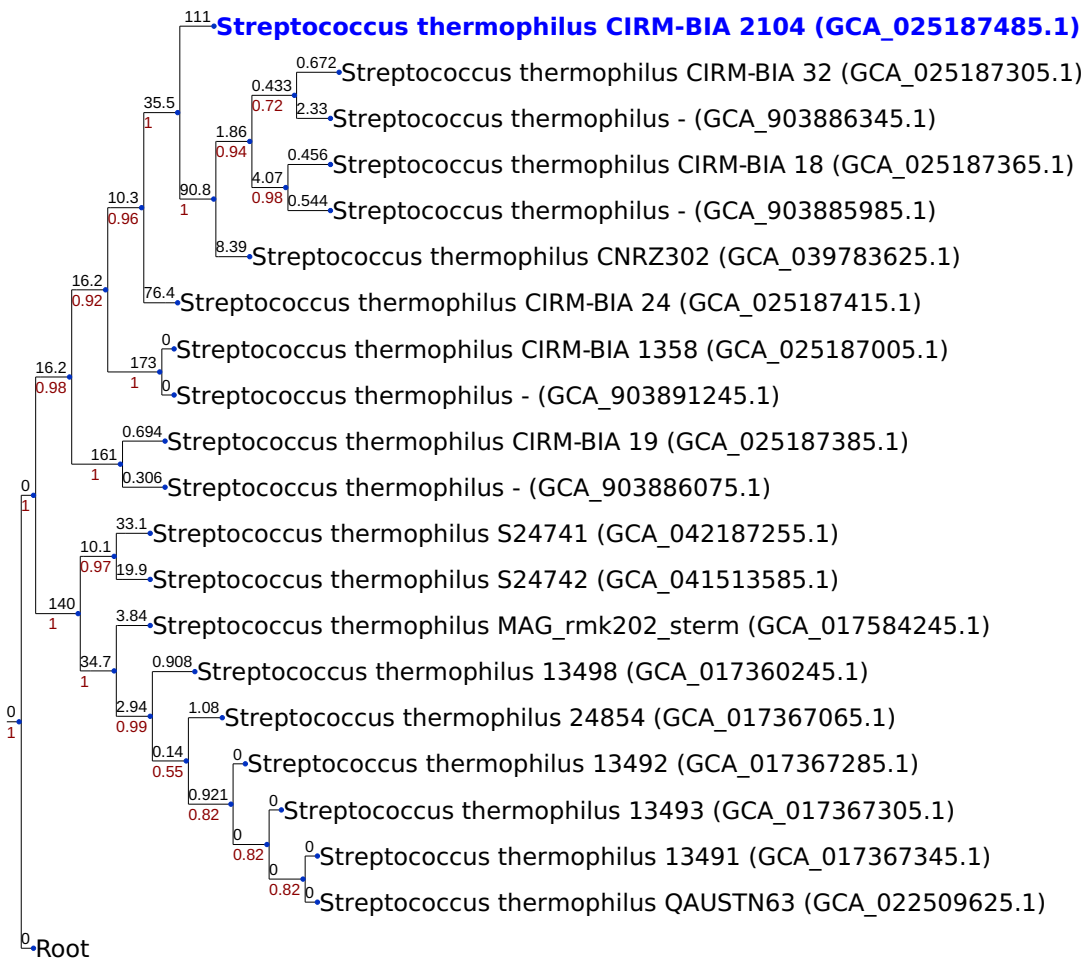 111
Streptococcus thermophilus CIRM-BIA 2104 (GCA_025187485.1)
0.672
Streptococcus thermophilus CIRM-BIA 32 (GCA_025187305.1)
0.433
0.72
2.33
Streptococcus thermophilus - (GCA_903886345.1)
35.5
1
1.86
0.94
0.456
Streptococcus thermophilus CIRM-BIA 18 (GCA_025187365.1)
4.07
0.98
90.8
1
0.544
Streptococcus thermophilus - (GCA_903885985.1)
10.3
0.96
8.39
Streptococcus thermophilus CNRZ302 (GCA_039783625.1)
16.2
0.92
76.4
Streptococcus thermophilus CIRM-BIA 24 (GCA_025187415.1)
0
Streptococcus thermophilus CIRM-BIA 1358 (GCA_025187005.1)
173
1
16.2
0.98
0
Streptococcus thermophilus - (GCA_903891245.1)
0.694
Streptococcus thermophilus CIRM-BIA 19 (GCA_025187385.1)
161
1
0.306
Streptococcus thermophilus - (GCA_903886075.1)
0
1
33.1
Streptococcus thermophilus S24741 (GCA_042187255.1)
10.1
0.97
19.9
Streptococcus thermophilus S24742 (GCA_041513585.1)
140
1
3.84
Streptococcus thermophilus MAG_rmk202_sterm (GCA_017584245.1)
34.7
1
0.908
Streptococcus thermophilus 13498 (GCA_017360245.1)
0
1
2.94
0.99
1.08
Streptococcus thermophilus 24854 (GCA_017367065.1)
0.14
0.55
0
Streptococcus thermophilus 13492 (GCA_017367285.1)
0.921
0.82
0
Streptococcus thermophilus 13493 (GCA_017367305.1)
0
0.82
0
Streptococcus thermophilus 13491 (GCA_017367345.1)
0
0.82
0
Streptococcus thermophilus QAUSTN63 (GCA_022509625.1)
0
Root